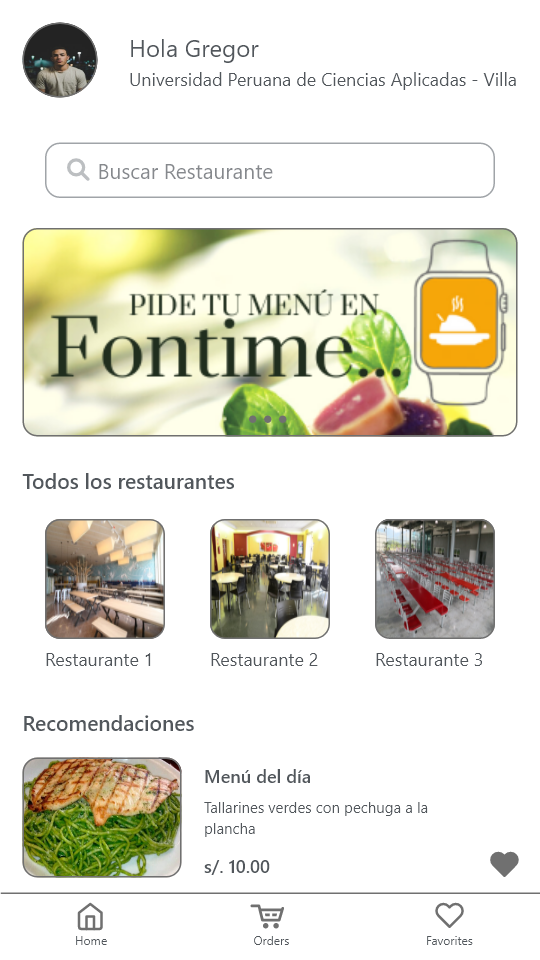 Hola Gregor
Universidad Peruana de Ciencias Aplicadas - Villa
Buscar Restaurante
PIDE TU MENÚ EN
Fontime...
Todos los restaurantes
Restaurante 1
Restaurante 2
Restaurante 3
Recomendaciones
Menú del día
Tallarines verdes con pechuga a la
plancha
s/. 10.00
Home
Orders
Favorites